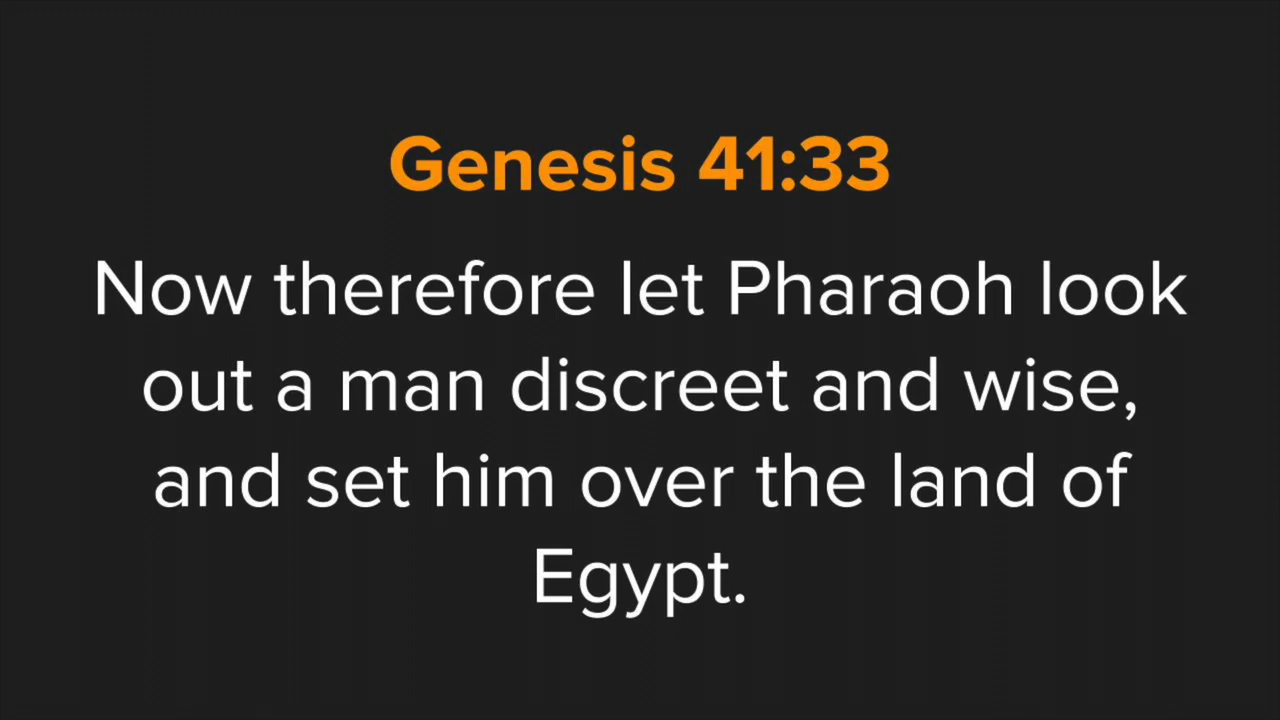 Genesis 41:33
Now therefore let Pharaoh look
out a man discreet and wise,
and set him over the land of
Egypt.